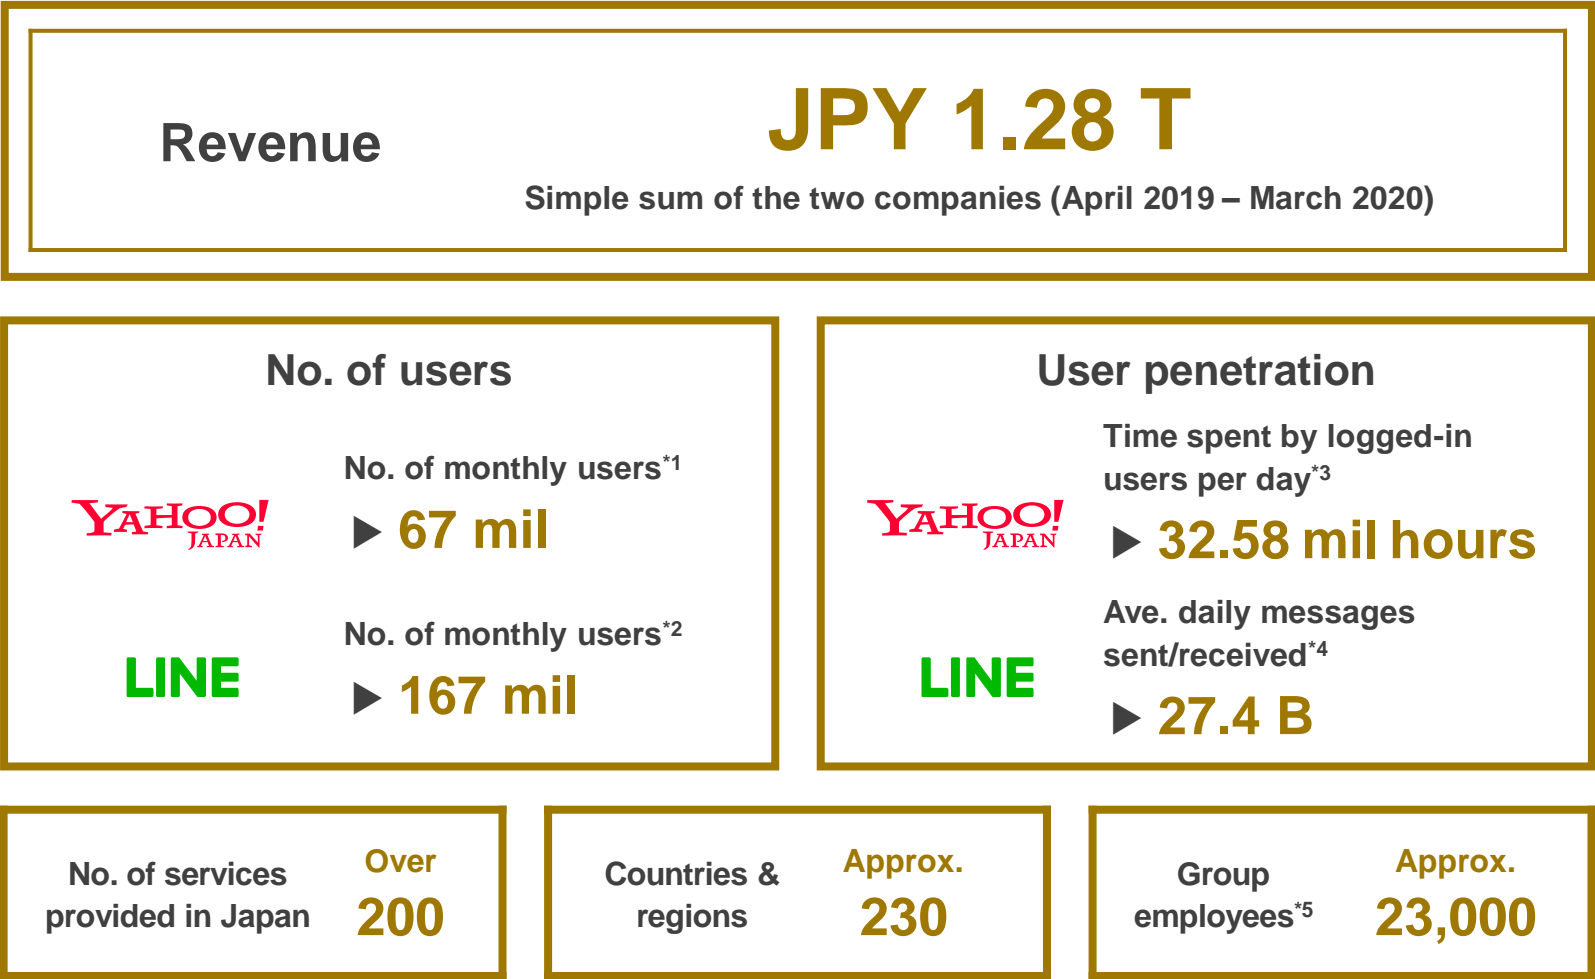 Revenue
JPY 1.28 T
Simple sum of the two companies (April 2019 – March 2020)
No. of users
No. of monthly users*1
YAHOO!
JAPAN
▶ 67 mil
No. of monthly users*2
LINE
▶ 167 mil
User penetration
Time spent by logged-in
users per day*3
YAHOO!
JAPAN
▶ 32.58 mil hours
Ave. daily messages
sent/received*4
LINE
▶ 27.4 B
No. of services
provided in Japan
Over
200
Countries &
regions
Approx.
230
Group
employees*5
Approx.
23,000